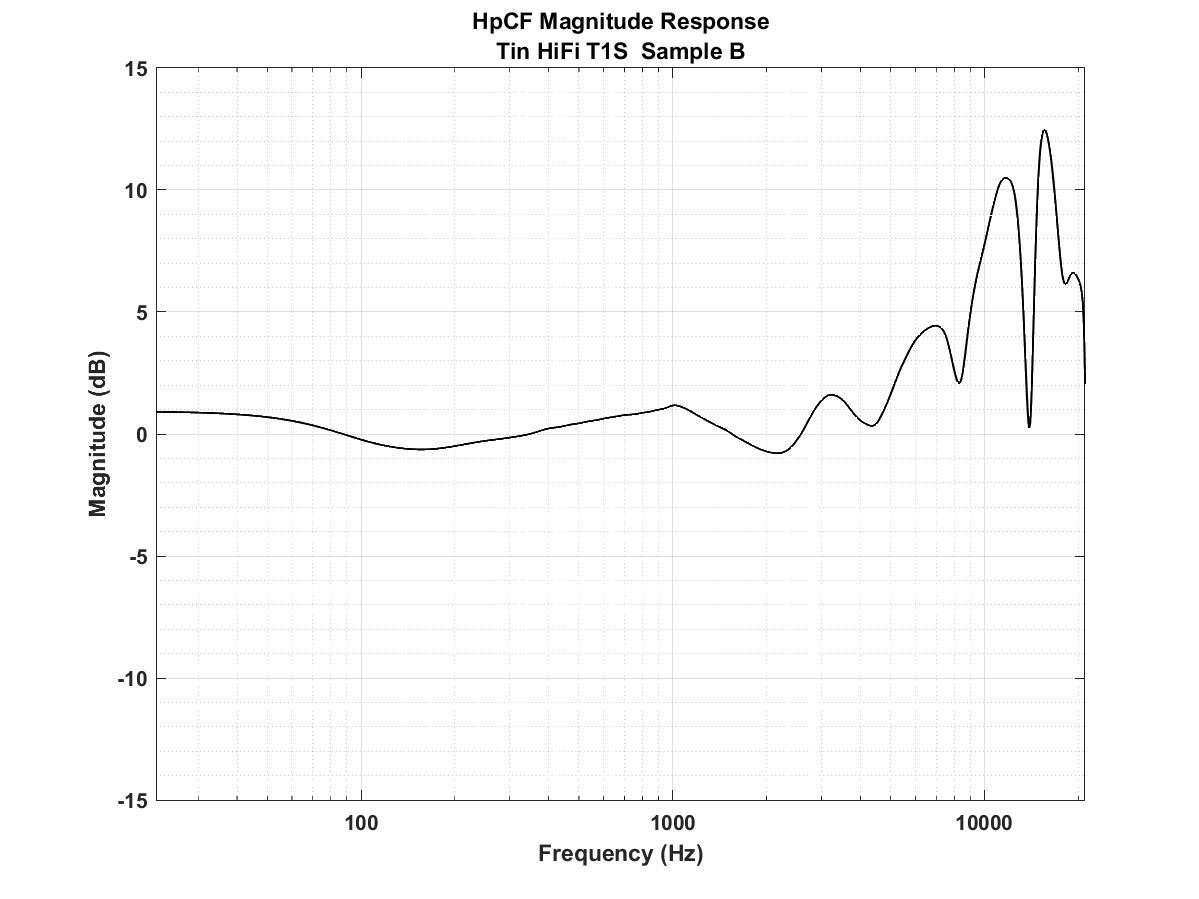 HpCF Magnitude Response
Tin HiFi T1S  Sample B
15
10
5
0
-5
-10
-15
Magnitude (dB)
100
1000
10000
Frequency (Hz)